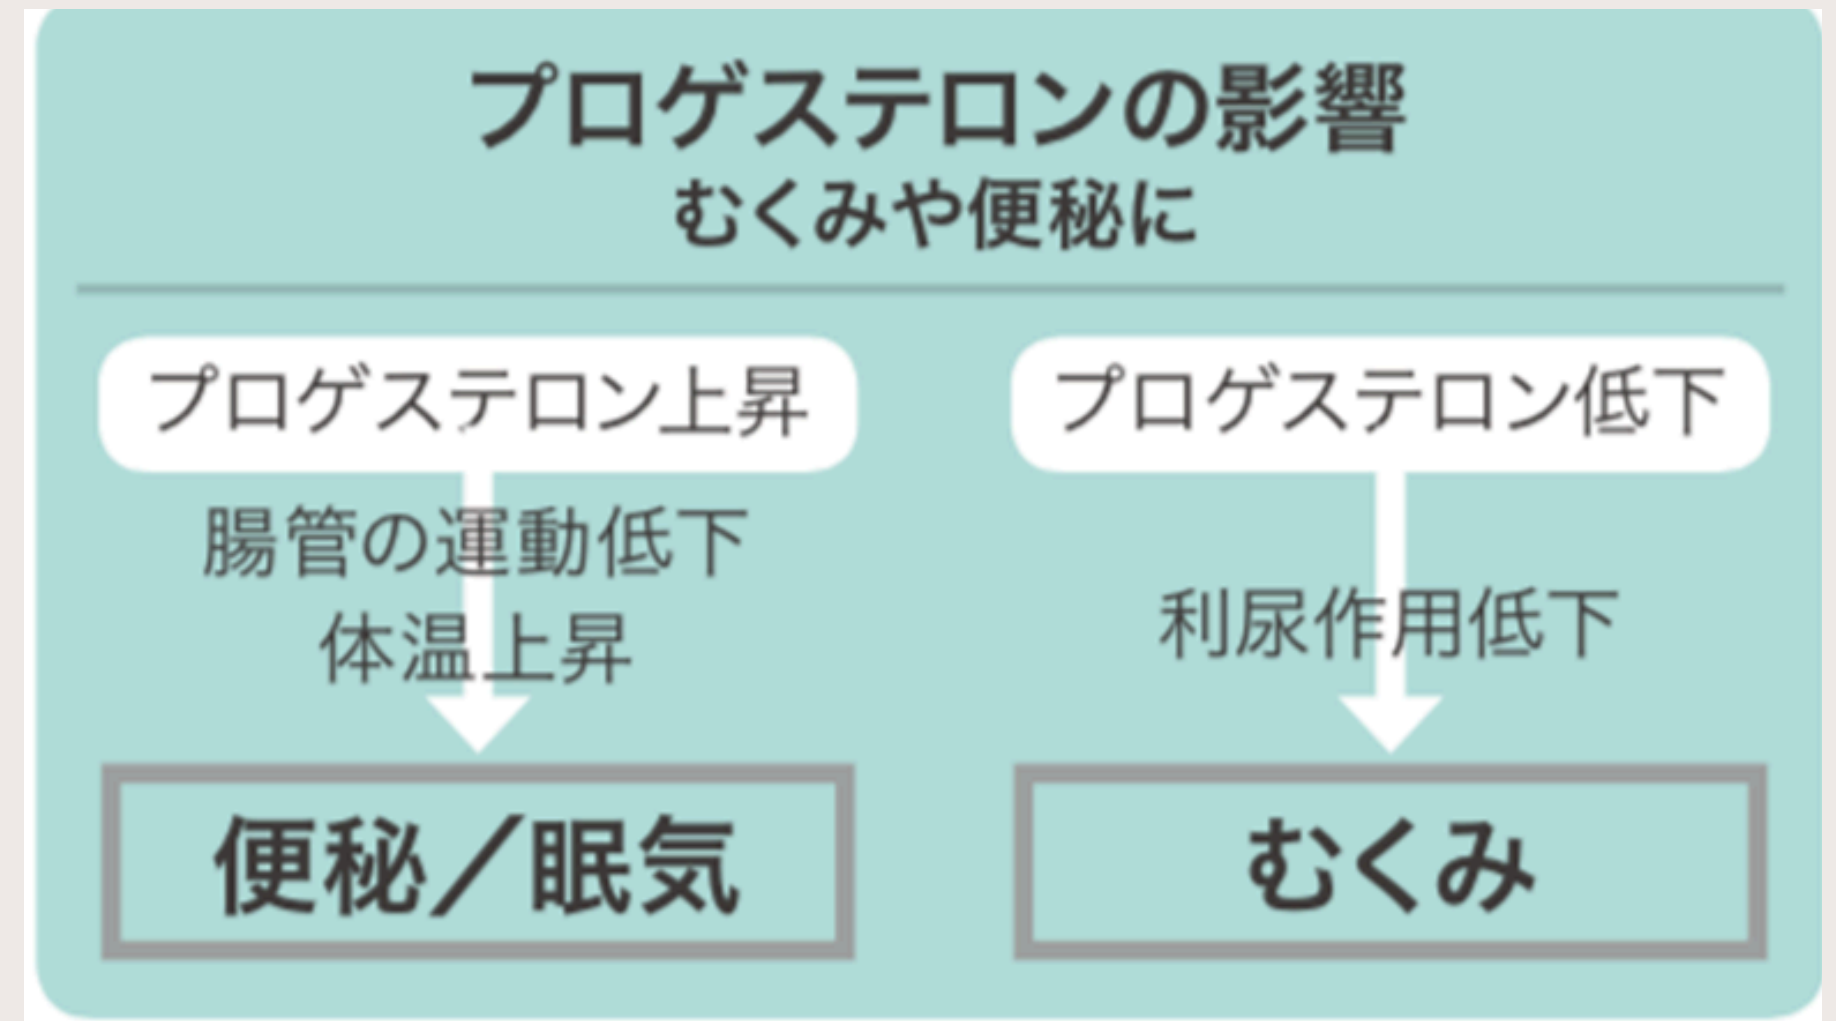 プロゲステロンの影響
むくみや便秘に
プロゲステロン上昇
腸管の運動低下
体温上昇
便秘／眠気
プロゲステロン低下
利尿作用低下
むくみ